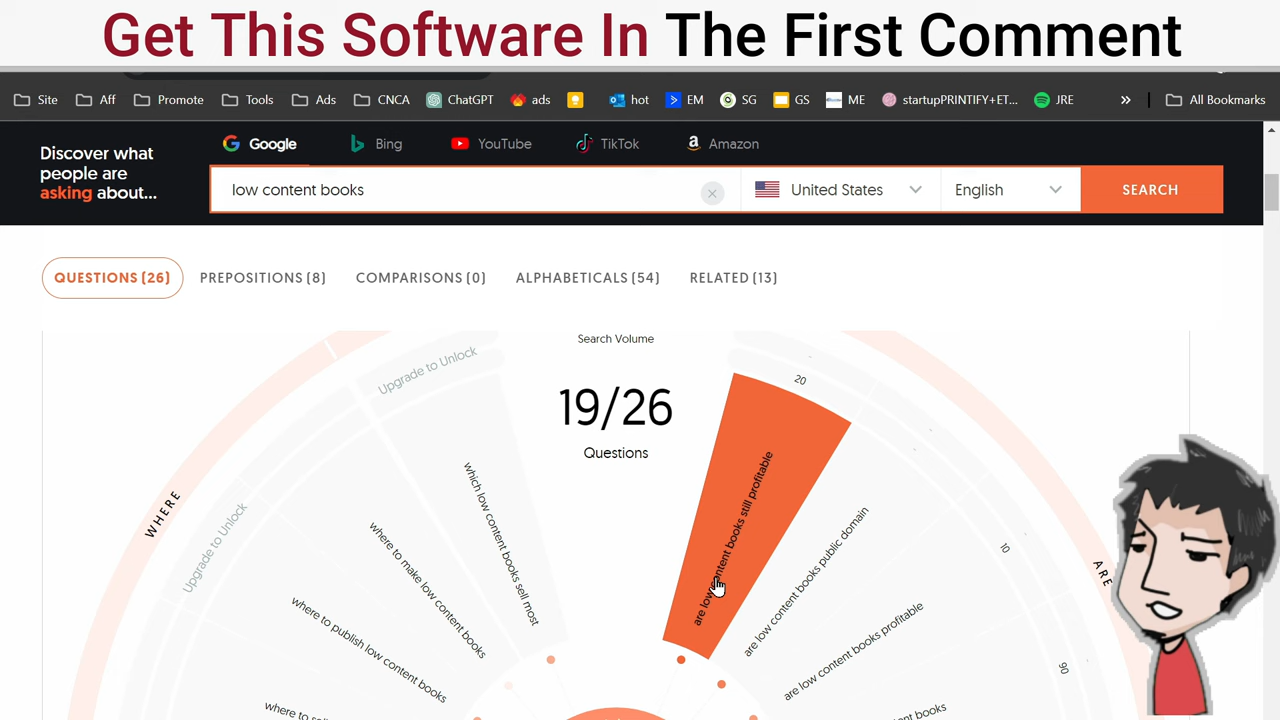 Get This Software In The First Comment
Site
Aff
Promote
Tools
Ads
CNCA
ChatGPT
ads
hot
EM
SG
GS
ME
startupPRINTIFY+ET...
JRE
»
All Bookmarks
Discover what
people are
asking about...
Google
Bing
YouTube
TikTok
Amazon
low content books
United States
English
SEARCH
QUESTIONS (26)
PREPOSITIONS (8)
COMPARISONS (0)
ALPHABETICALS (54)
RELATED (13)
Search Volume
19/26
Questions
Upgrade to Unlock
Upgrade to Unlock
WHERE
which low content books sell most
where to make low content books
where to publish low content books
20
are low content books still profitable
are low content books public domain
10
are low content books profitable
90
ARE